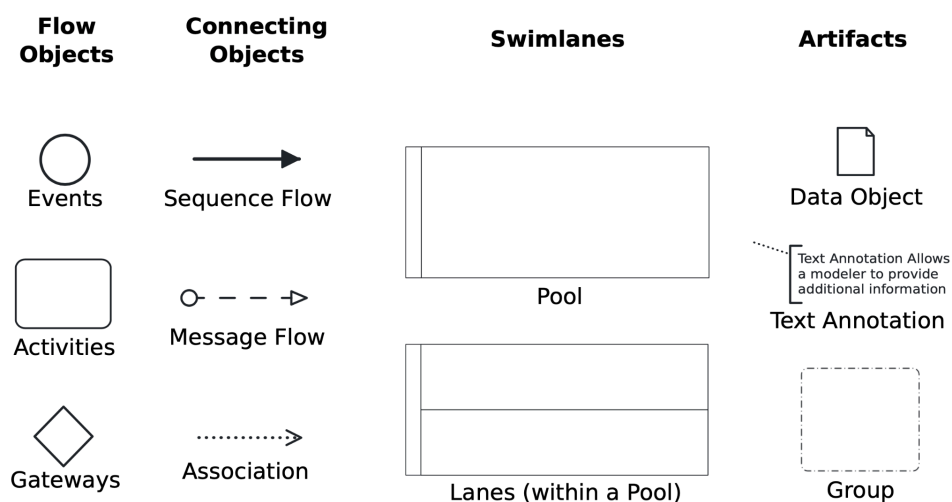 Flow
Objects
Connecting
Objects
Swimlanes
Artifacts
Events
Activities
Gateways
Sequence Flow
Message Flow
Association
Pool
Lanes (within a Pool)
Data Object
Text Annotation Allows
a modeler to provide
additional information
Text Annotation
Group